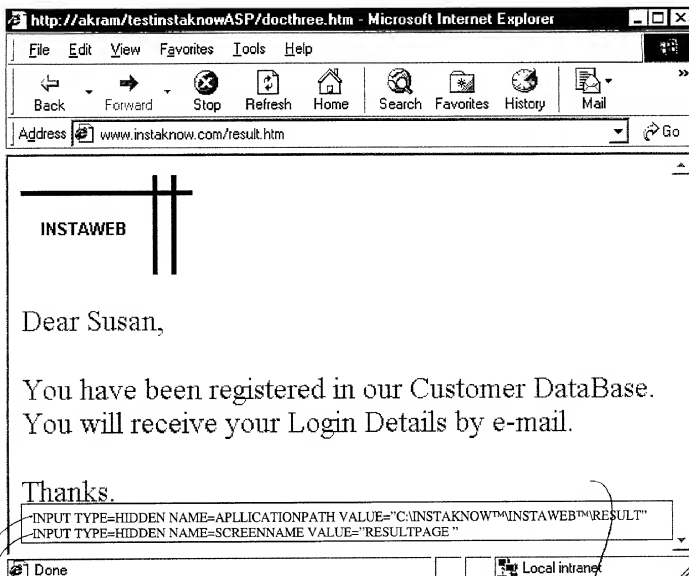 http://akram/testinstaknowASP/docthree.htm - Microsoft Internet Explorer
File Edit View Favorites Tools Help
Back Forward Stop Refresh Home Search Favorites History Mail »
Address www.instaknow.com/result.htm Go
INSTAWEB
Dear Susan,
You have been registered in our Customer DataBase.
You will receive your Login Details by e-mail.
Thanks.
INPUT TYPE=HIDDEN NAME=APLLICATIONPATH VALUE="C:\INSTAKNOW™\INSTAWEB™\RESULT"
INPUT TYPE=HIDDEN NAME=SCREENNAME VALUE="RESULTPAGE "
Done Local intranet